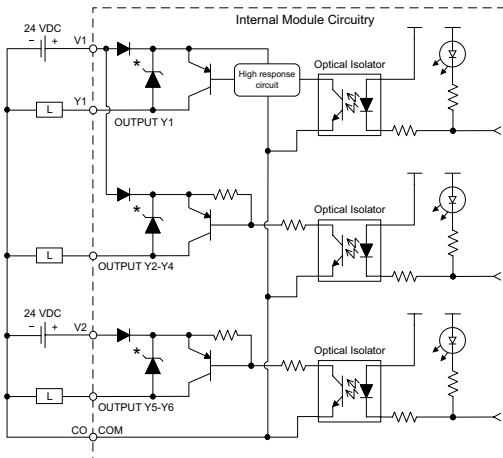 Internal Module Circuitry
24 VDC
− +
V1
*
High response
circuit
Optical Isolator
L
Y1
OUTPUT Y1
*
Optical Isolator
L
OUTPUT Y2-Y4
24 VDC
− +
V2
*
Optical Isolator
L
OUTPUT Y5-Y6
CO
COM